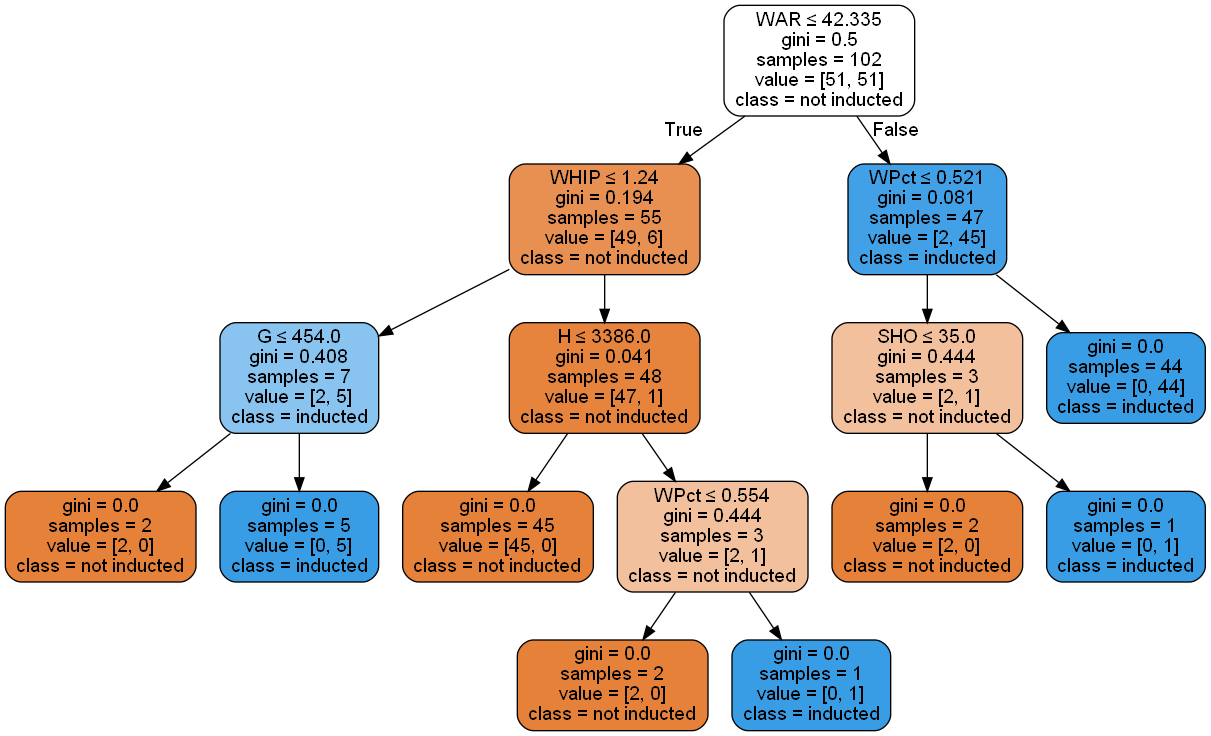 WAR ≤ 42.335
gini = 0.5
samples = 102
value = [51, 51]
class = not inducted
True
False
WHIP ≤ 1.24
gini = 0.194
samples = 55
value = [49, 6]
class = not inducted
WPct ≤ 0.521
gini = 0.081
samples = 47
value = [2, 45]
class = inducted
G ≤ 454.0
gini = 0.408
samples = 7
value = [2, 5]
class = inducted
H ≤ 3386.0
gini = 0.041
samples = 48
value = [47, 1]
class = not inducted
SHO ≤ 35.0
gini = 0.444
samples = 3
value = [2, 1]
class = not inducted
gini = 0.0
samples = 44
value = [0, 44]
class = inducted
gini = 0.0
samples = 2
value = [2, 0]
class = not inducted
gini = 0.0
samples = 5
value = [0, 5]
class = inducted
gini = 0.0
samples = 45
value = [45, 0]
class = not inducted
WPct ≤ 0.554
gini = 0.444
samples = 3
value = [2, 1]
class = not inducted
gini = 0.0
samples = 2
value = [2, 0]
class = not inducted
gini = 0.0
samples = 1
value = [0, 1]
class = inducted
gini = 0.0
samples = 2
value = [2, 0]
class = not inducted
gini = 0.0
samples = 1
value = [0, 1]
class = inducted